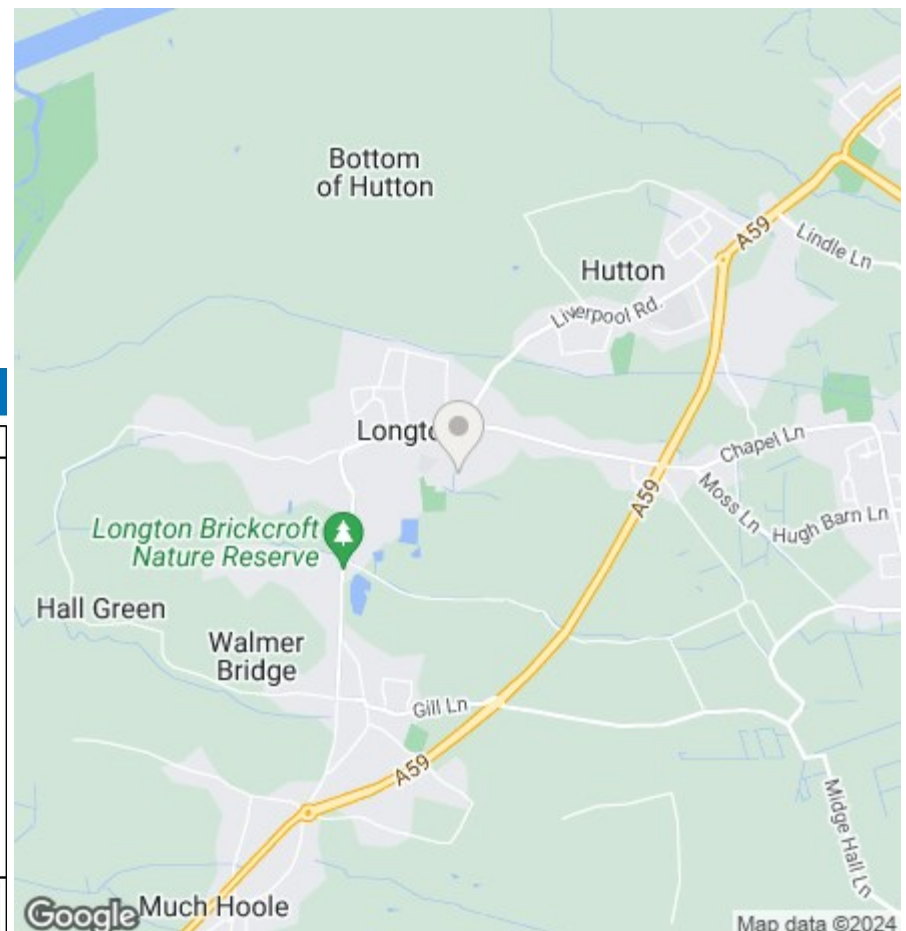 Bottom
of Hutton
A59
Lindle Ln
Hutton
Liverpool Rd.
Longto
Chapel Ln
A59
Moss Ln
Hugh Barn Ln
Longton Brickcroft
Nature Reserve
Hall Green
Walmer
Bridge
Gill Ln
A59
Midge Hall Ln
Much Hoole
Google
Map data ©2024